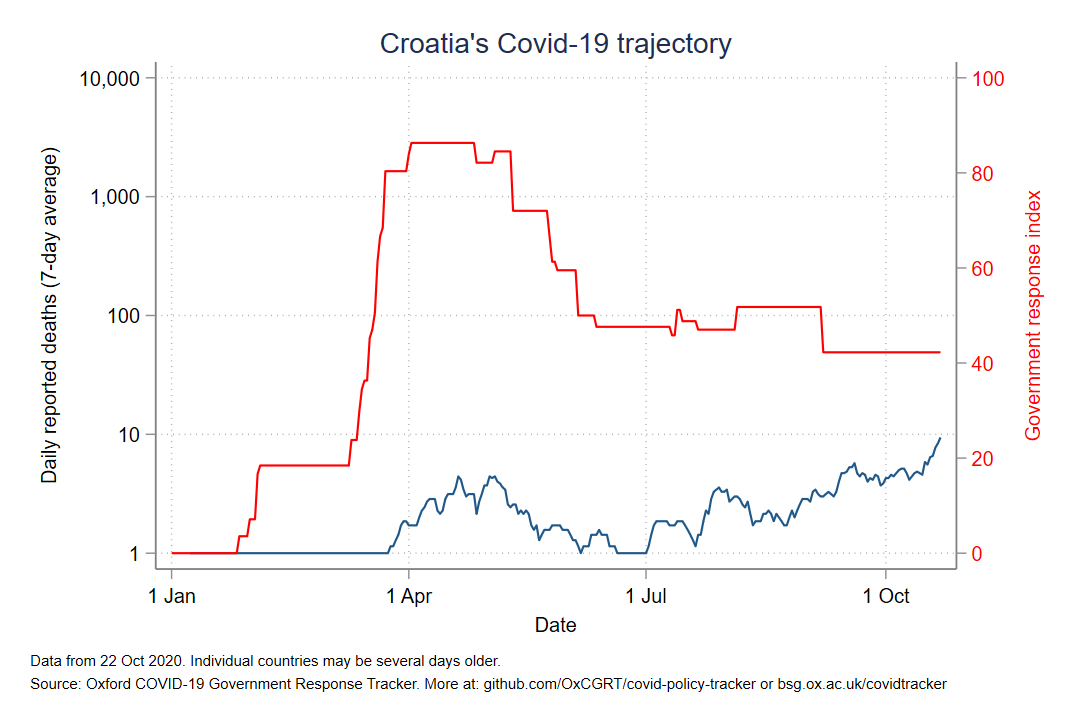 Croatia's Covid-19 trajectory
10,000
1,000
100
10
1
Daily reported deaths (7-day average)
100
80
60
40
20
0
Government response index
1 Jan
1 Apr
1 Jul
1 Oct
Date
Data from 22 Oct 2020. Individual countries may be several days older.
Source: Oxford COVID-19 Government Response Tracker. More at: github.com/OxCGRT/covid-policy-tracker or bsg.ox.ac.uk/covidtracker